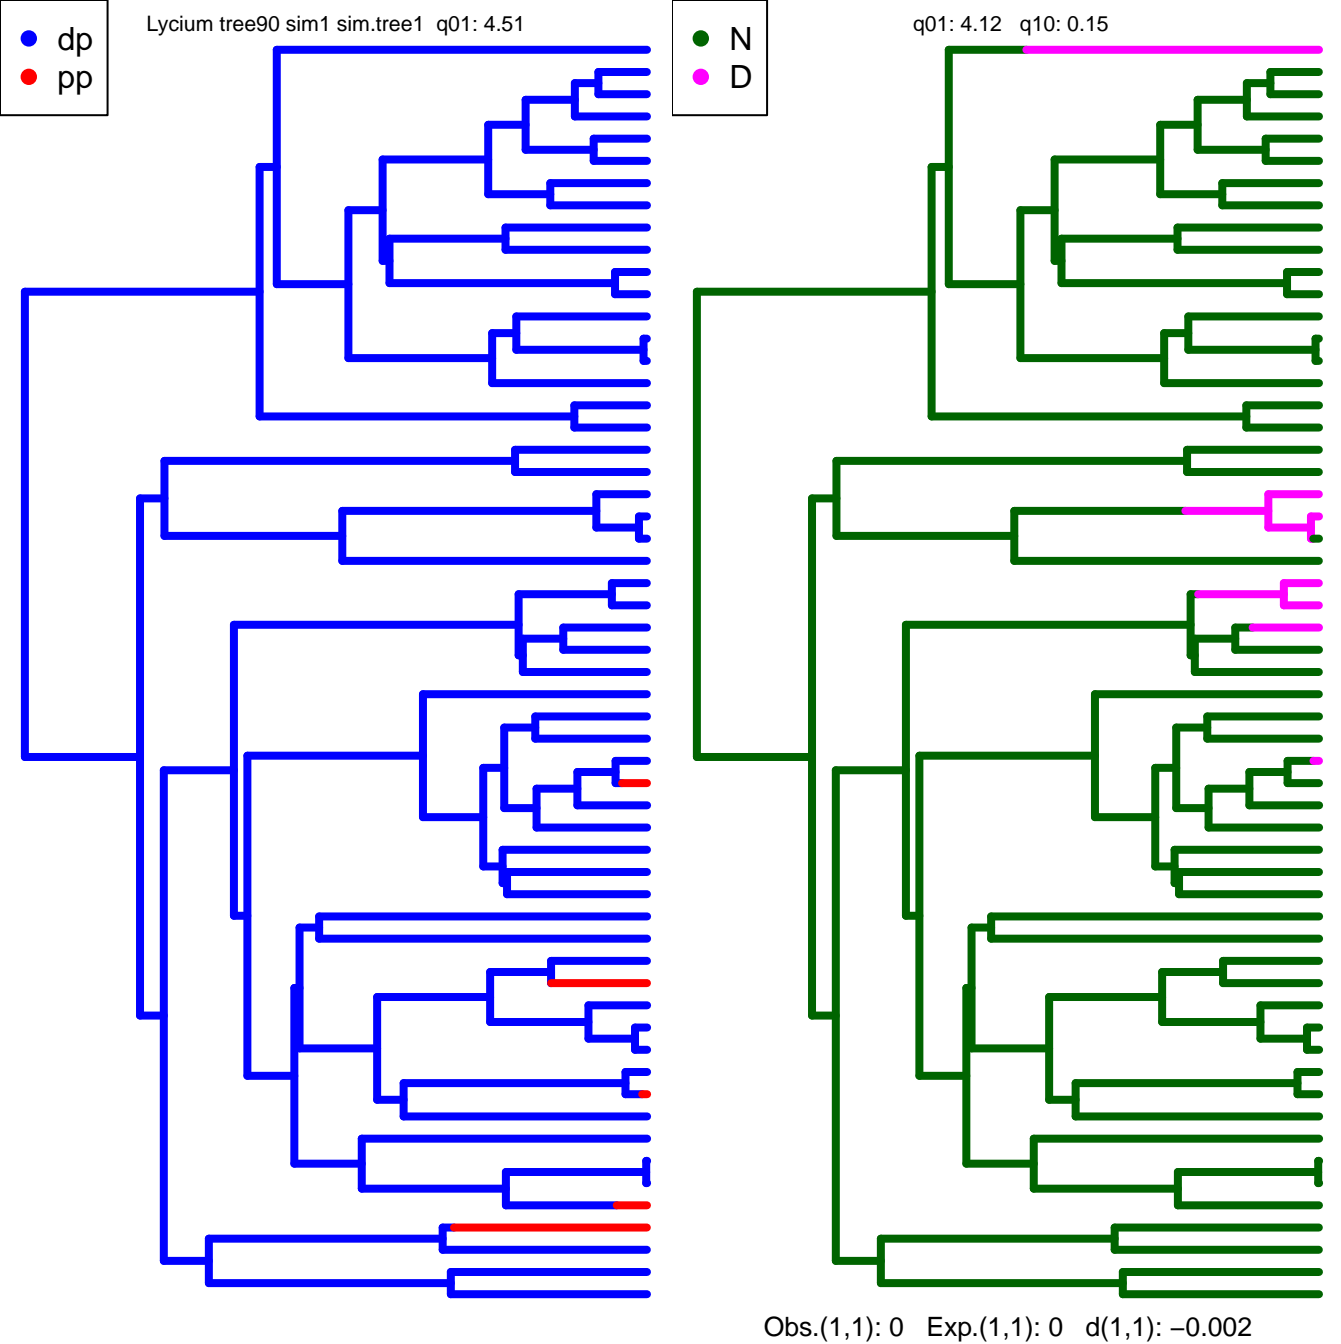 Lycium tree90 sim1 sim.tree1 q01: 4.51
dp
pp
q01: 4.12 q10: 0.15
N
D
Obs.(1,1): 0 Exp.(1,1): 0 d(1,1): −0.002